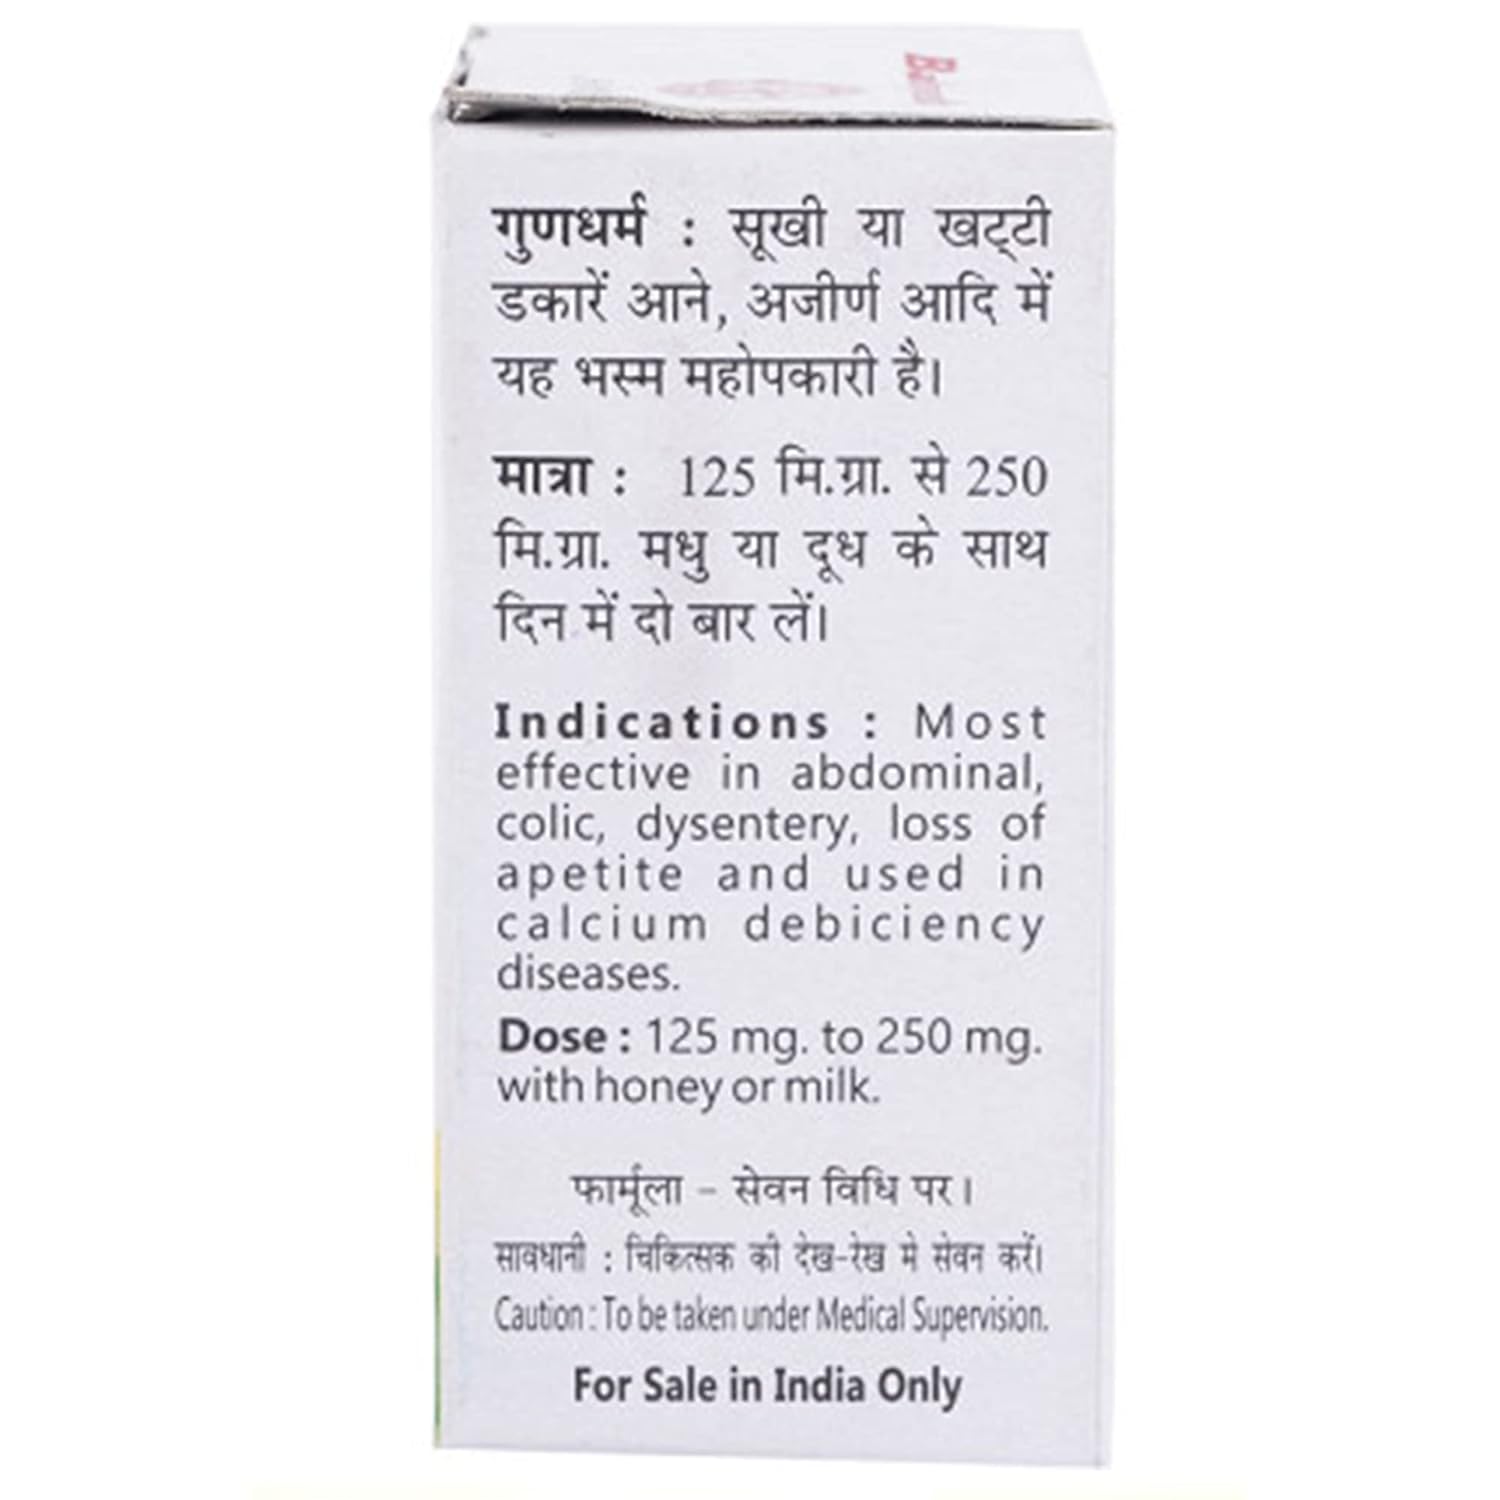 गुणधर्म : सूखी या खट्टी
डकारें आने, अजीर्ण आदि में
यह भस्म महोपकारी है।
मात्रा : 125 मि.ग्रा. से 250
मि.ग्रा. मधु या दूध के साथ
दिन में दो बार लें।
Indications : Most
effective in abdominal,
colic, dysentery, loss of
apetite and used in
calcium debiciency
diseases.
Dose : 125 mg. to 250 mg.
with honey or milk.
फार्मूला – सेवन विधि पर।
सावधानी : चिकित्सक की देख-रेख मे सेवन करें।
Caution : To be taken under Medical Supervision.
For Sale in India Only